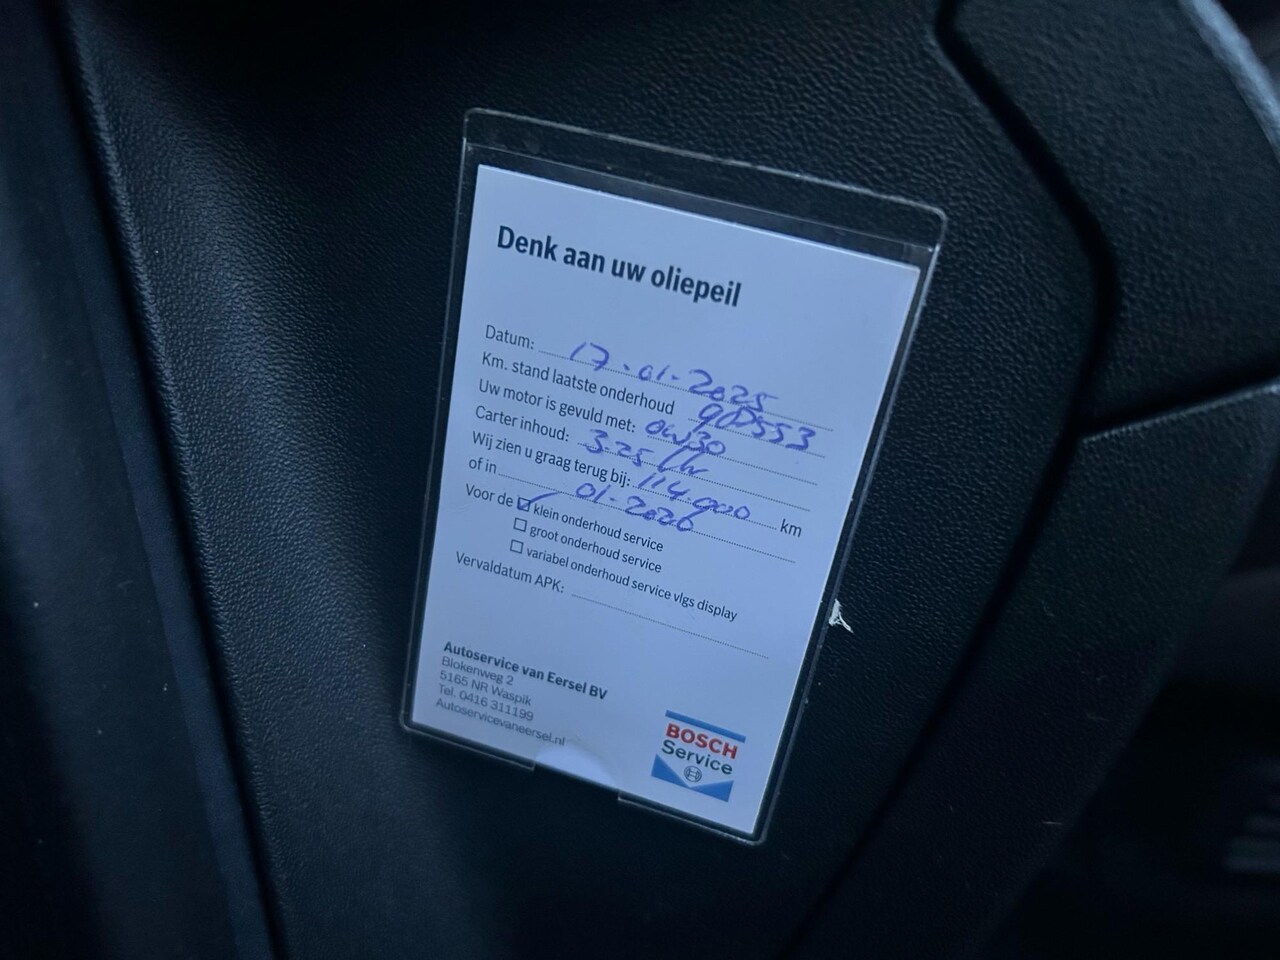 Denk aan uw oliepeil
Datum: 17-01-2025
Km. stand laatste onderhoud
Uw motor is gevuld met: 0W30
Carter inhoud: 3.25 ltr
Wij zien u graag terug bij: 114.000 km
of in 01-2026
Voor de ☑ klein onderhoud service
☐ groot onderhoud service
☐ variabel onderhoud service vlgs display
Vervaldatum APK:
Autoservice van Eersel BV
Blokenweg 2
5165 NR Waspik
Tel. 0416 311199
Autoservicevaneersel.nl
BOSCH
Service